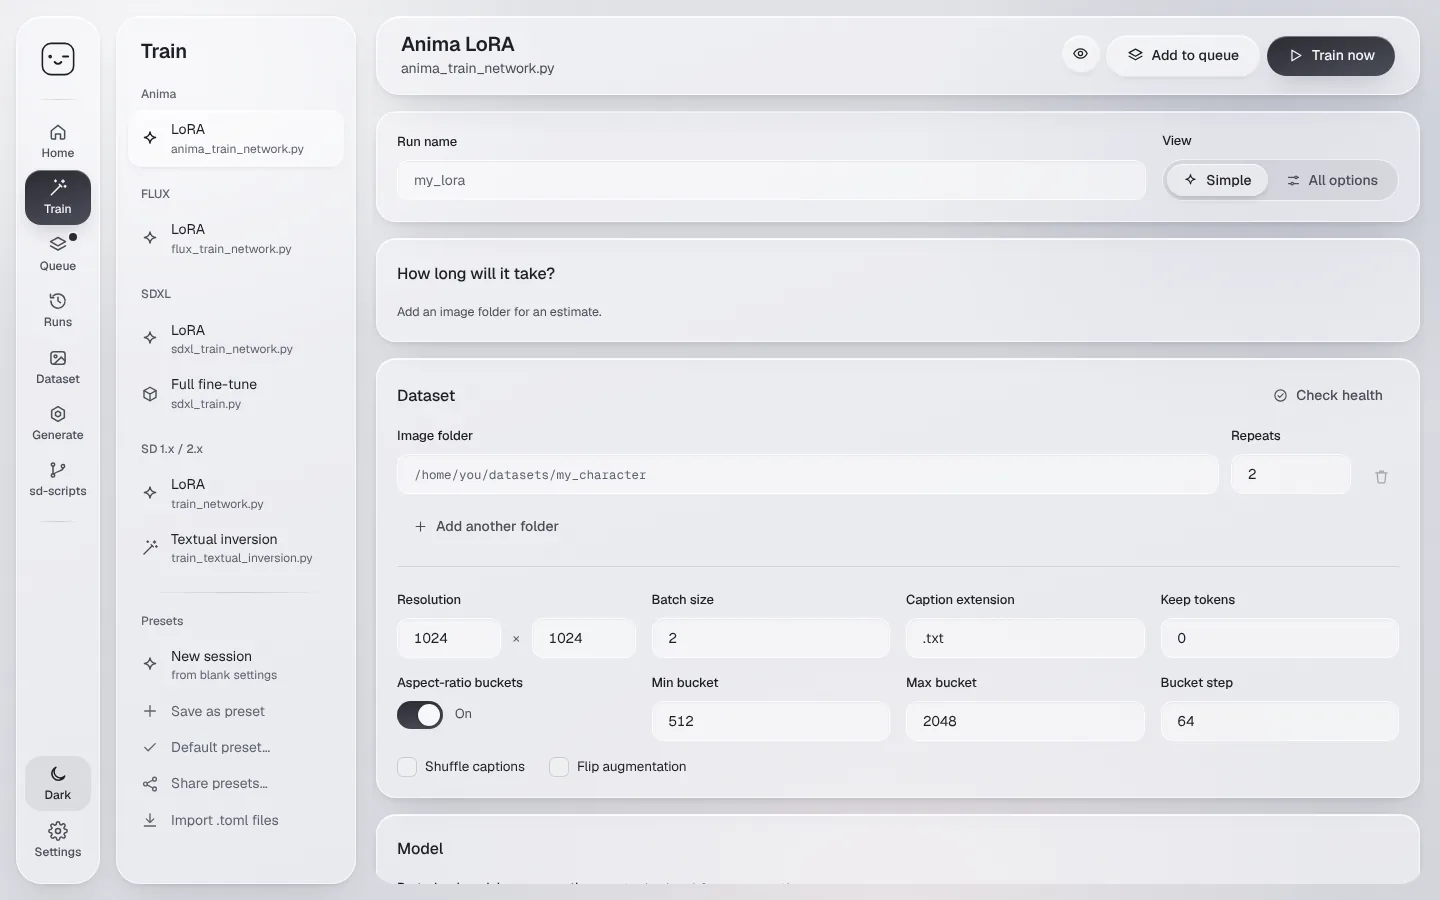 Home
Train
Queue
Runs
Dataset
Generate
sd-scripts
Dark
Settings
Train
Anima
LoRA
anima_train_network.py
FLUX
LoRA
flux_train_network.py
SDXL
LoRA
sdxl_train_network.py
Full fine-tune
sdxl_train.py
SD 1.x / 2.x
LoRA
train_network.py
Textual inversion
train_textual_inversion.py
Presets
New session
from blank settings
Save as preset
Default preset...
Share presets...
Import .toml files
Anima LoRA
anima_train_network.py
Add to queue
Train now
Run name
my_lora
View
Simple
All options
How long will it take?
Add an image folder for an estimate.
Dataset
Check health
Image folder
/home/you/datasets/my_character
Repeats
2
Add another folder
Resolution
1024 × 1024
Batch size
2
Caption extension
.txt
Keep tokens
0
Aspect-ratio buckets
On
Min bucket
512
Max bucket
2048
Bucket step
64
Shuffle captions
Flip augmentation
Model